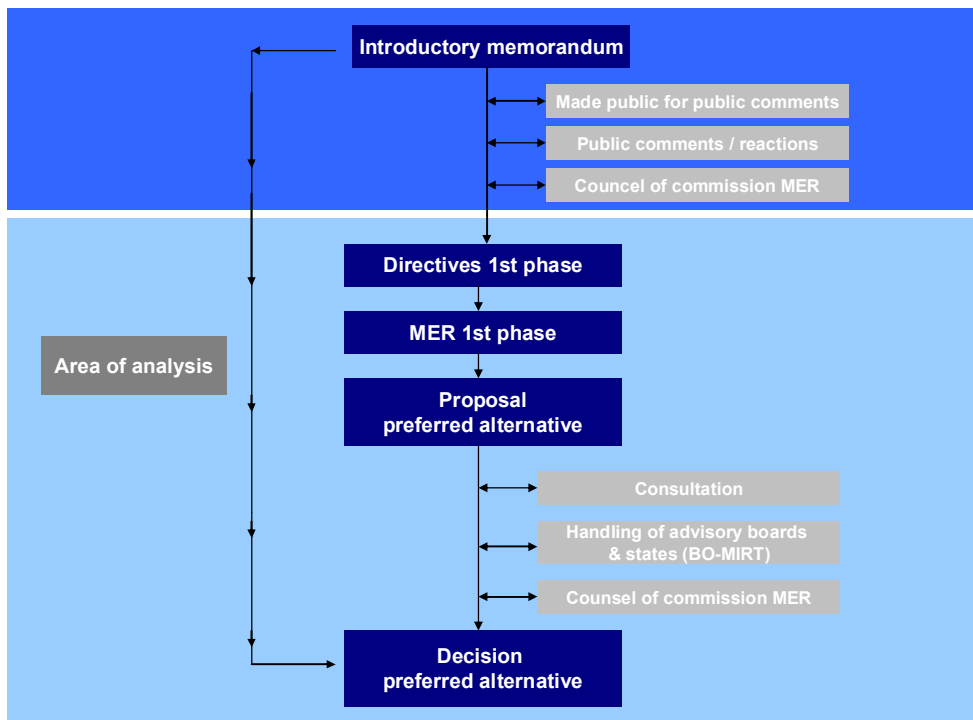 Introductory memorandum
Made public for public comments
Public comments / reactions
Councel of commission MER
Directives 1st phase
MER 1st phase
Area of analysis
Proposal
preferred alternative
Consultation
Handling of advisory boards
& states (BO-MIRT)
Counsel of commission MER
Decision
preferred alternative